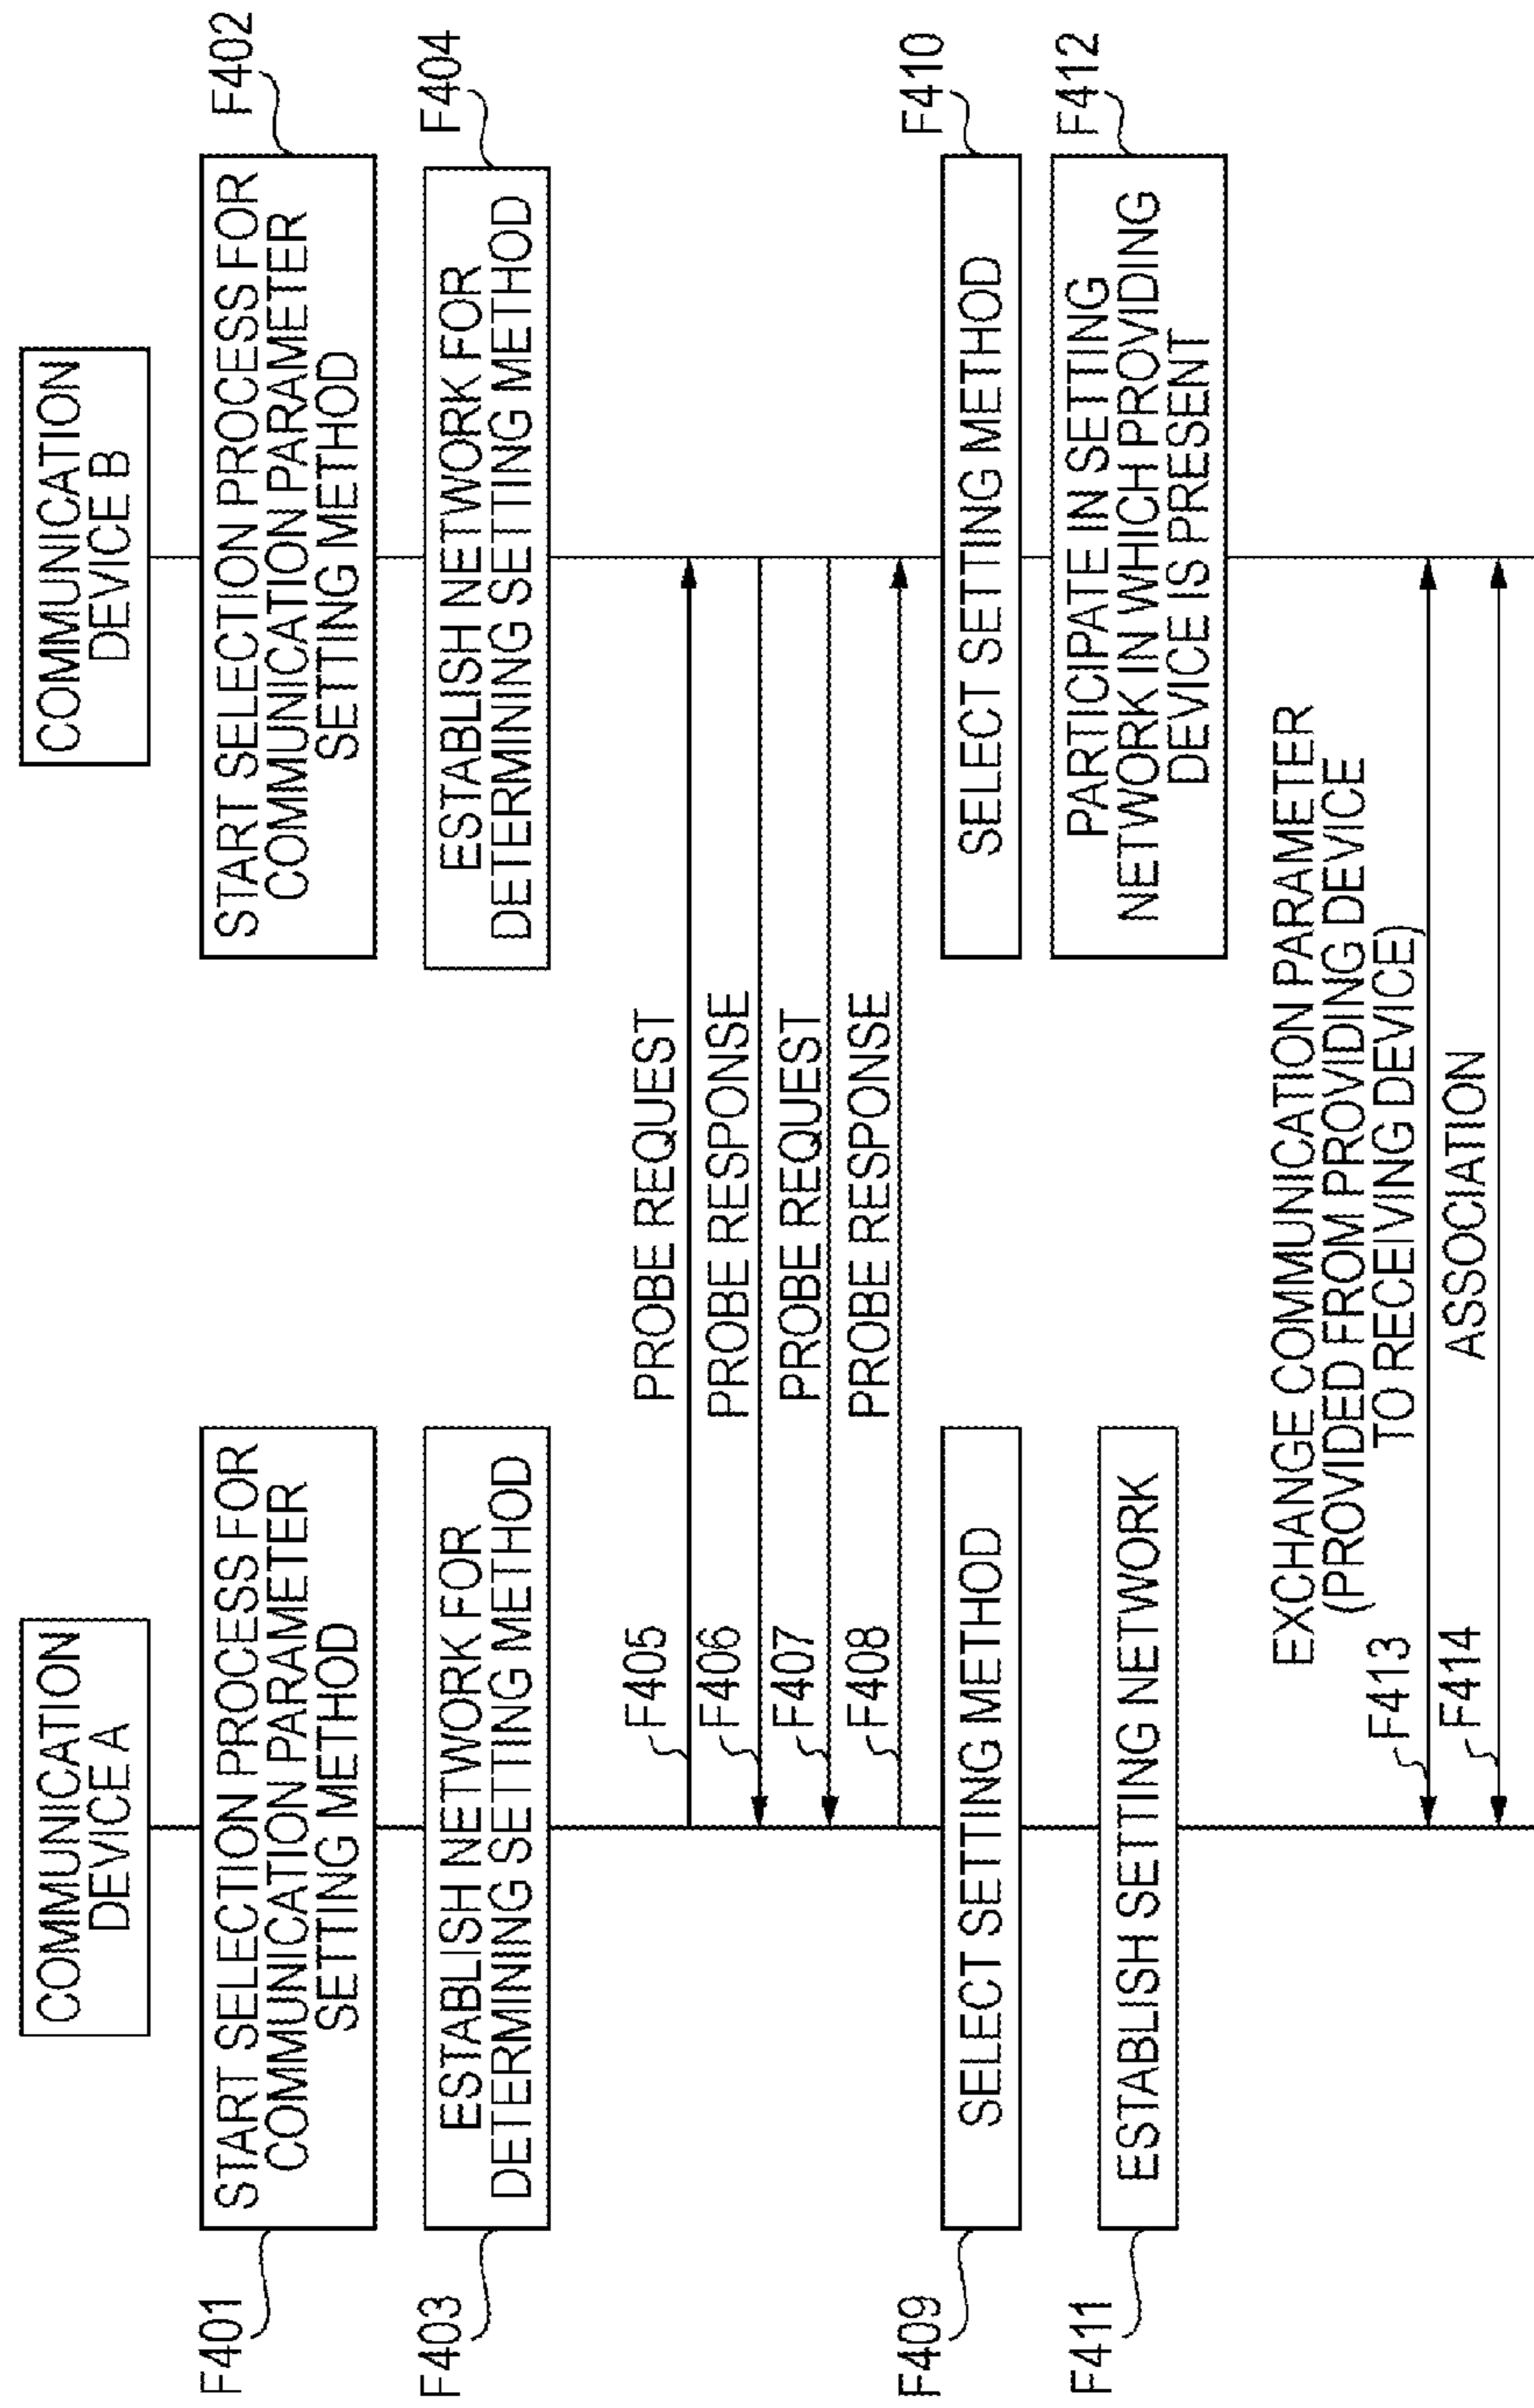 COMMUNICATION
DEVICE A
COMMUNICATION
DEVICE B
F401
START SELECTION PROCESS FOR
COMMUNICATION PARAMETER
SETTING METHOD
START SELECTION PROCESS FOR
COMMUNICATION PARAMETER
SETTING METHOD
F402
F403
ESTABLISH NETWORK FOR
DETERMINING SETTING METHOD
ESTABLISH NETWORK FOR
DETERMINING SETTING METHOD
F404
F405
PROBE REQUEST
F406
PROBE RESPONSE
F407
PROBE REQUEST
F408
PROBE RESPONSE
F409
SELECT SETTING METHOD
SELECT SETTING METHOD
F410
F411
ESTABLISH SETTING NETWORK
PARTICIPATE IN SETTING
NETWORK IN WHICH PROVIDING
DEVICE IS PRESENT
F412
EXCHANGE COMMUNICATION PARAMETER
(PROVIDED FROM PROVIDING DEVICE
TO RECEIVING DEVICE)
F413
F414
ASSOCIATION